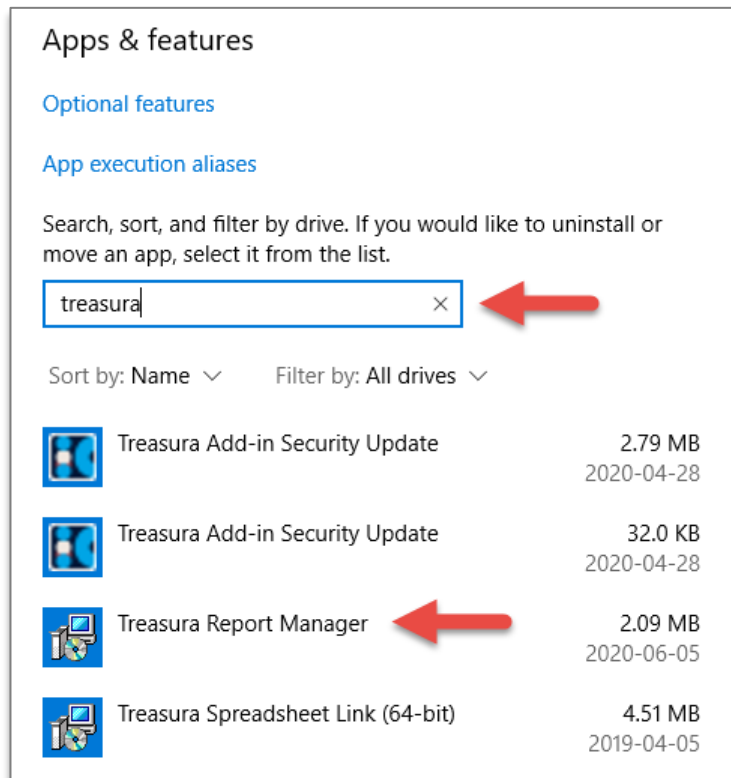 Apps & features
Optional features
App execution aliases
Search, sort, and filter by drive. If you would like to uninstall or
move an app, select it from the list.
treasura
Sort by: Name Filter by: All drives
Treasura Add-in Security Update 2.79 MB
2020-04-28
Treasura Add-in Security Update 32.0 KB
2020-04-28
Treasura Report Manager 2.09 MB
2020-06-05
Treasura Spreadsheet Link (64-bit) 4.51 MB
2019-04-05